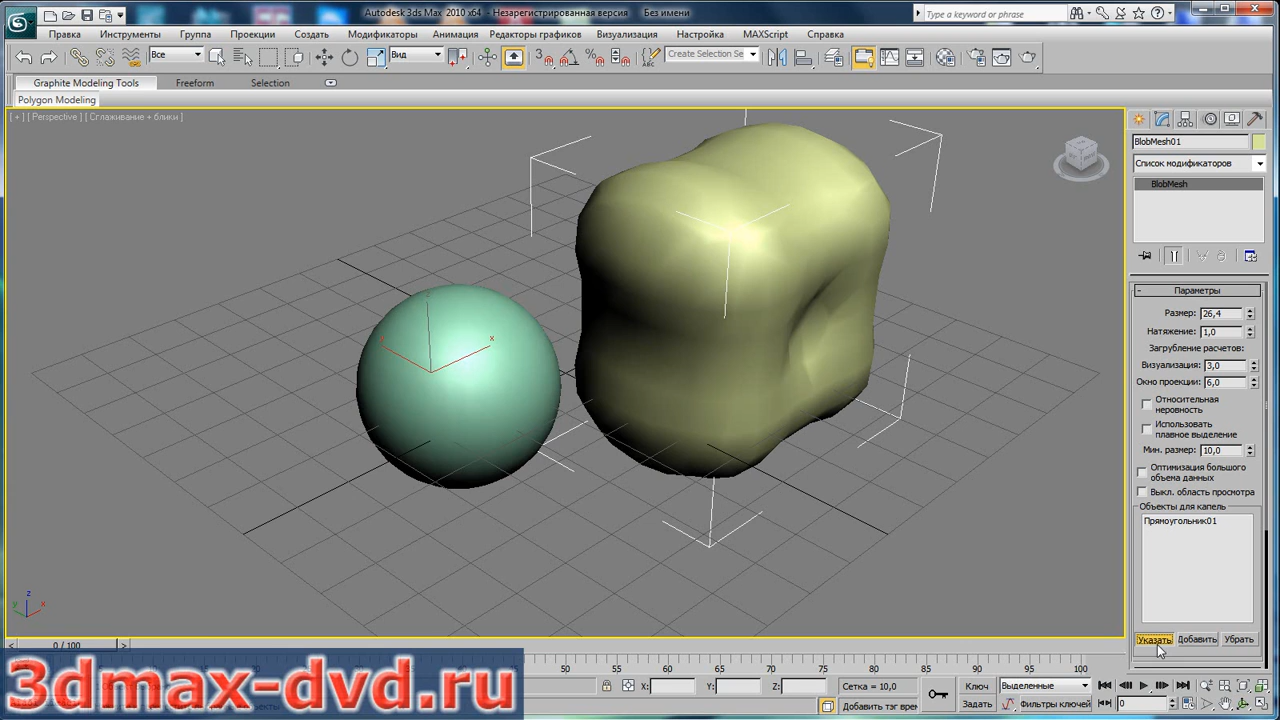 Autodesk 3ds Max 2010 x64 - Незарегистрированная версия Без имени
Type a keyword or phrase
Правка Инструменты Группа Проекции Создать Модификаторы Анимация Редакторы графиков Визуализация Настройка MAXScript Справка
Все Вид Create Selection Se
Graphite Modeling Tools Freeform Selection
Polygon Modeling
[ + ] [ Perspective ] [ Сглаживание + блики ]
BlobMesh01
Список модификаторов
BlobMesh
- Параметры
Размер: 26,4
Натяжение: 1,0
Загрубление расчетов:
Визуализация: 3,0
Окно проекции: 6,0
Относительная
неровность
Использовать
плавное выделение
Мин. размер: 10,0
Оптимизация большого
объема данных
Выкл. область просмотра
Объекты для капель
Прямоугольник01
Указать Добавить Убрать
y x
z
y x
< 0 / 100 >
50 55 60 65 70 75 80 85 90 95 100
3dmax-dvd.ru
X: Y: Z: Сетка = 10,0 Ключ Выделенные
Добавить тэг врем Задать Фильтры ключей 0